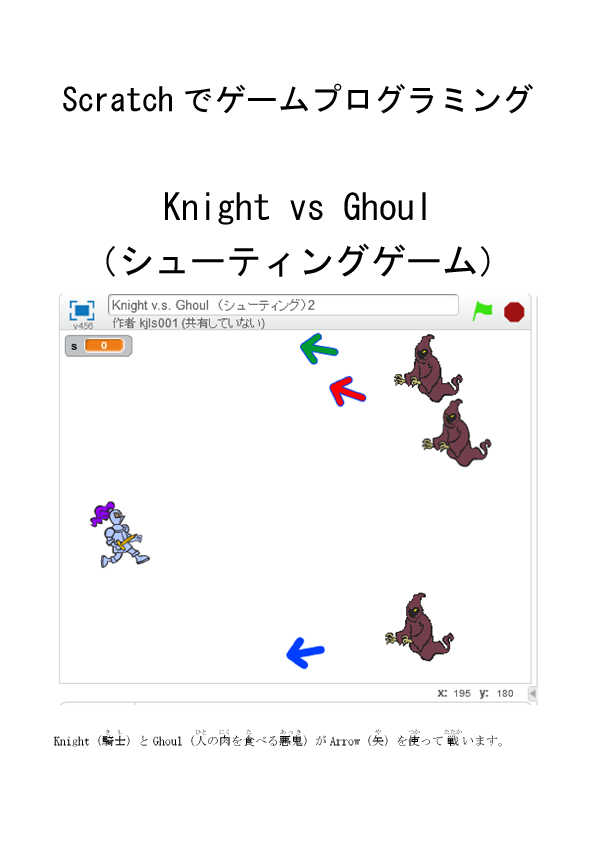 Scratchでゲームプログラミング
Knight vs Ghoul
(シューティングゲーム)
Knight v.s. Ghoul （シューティング）2
v456
作者 kjls001 (共有していない)
s 0
x: 195 y: 180
Knight（騎士）とGhoul（人の肉を食べる悪鬼）がArrow（矢）を使って戦います。